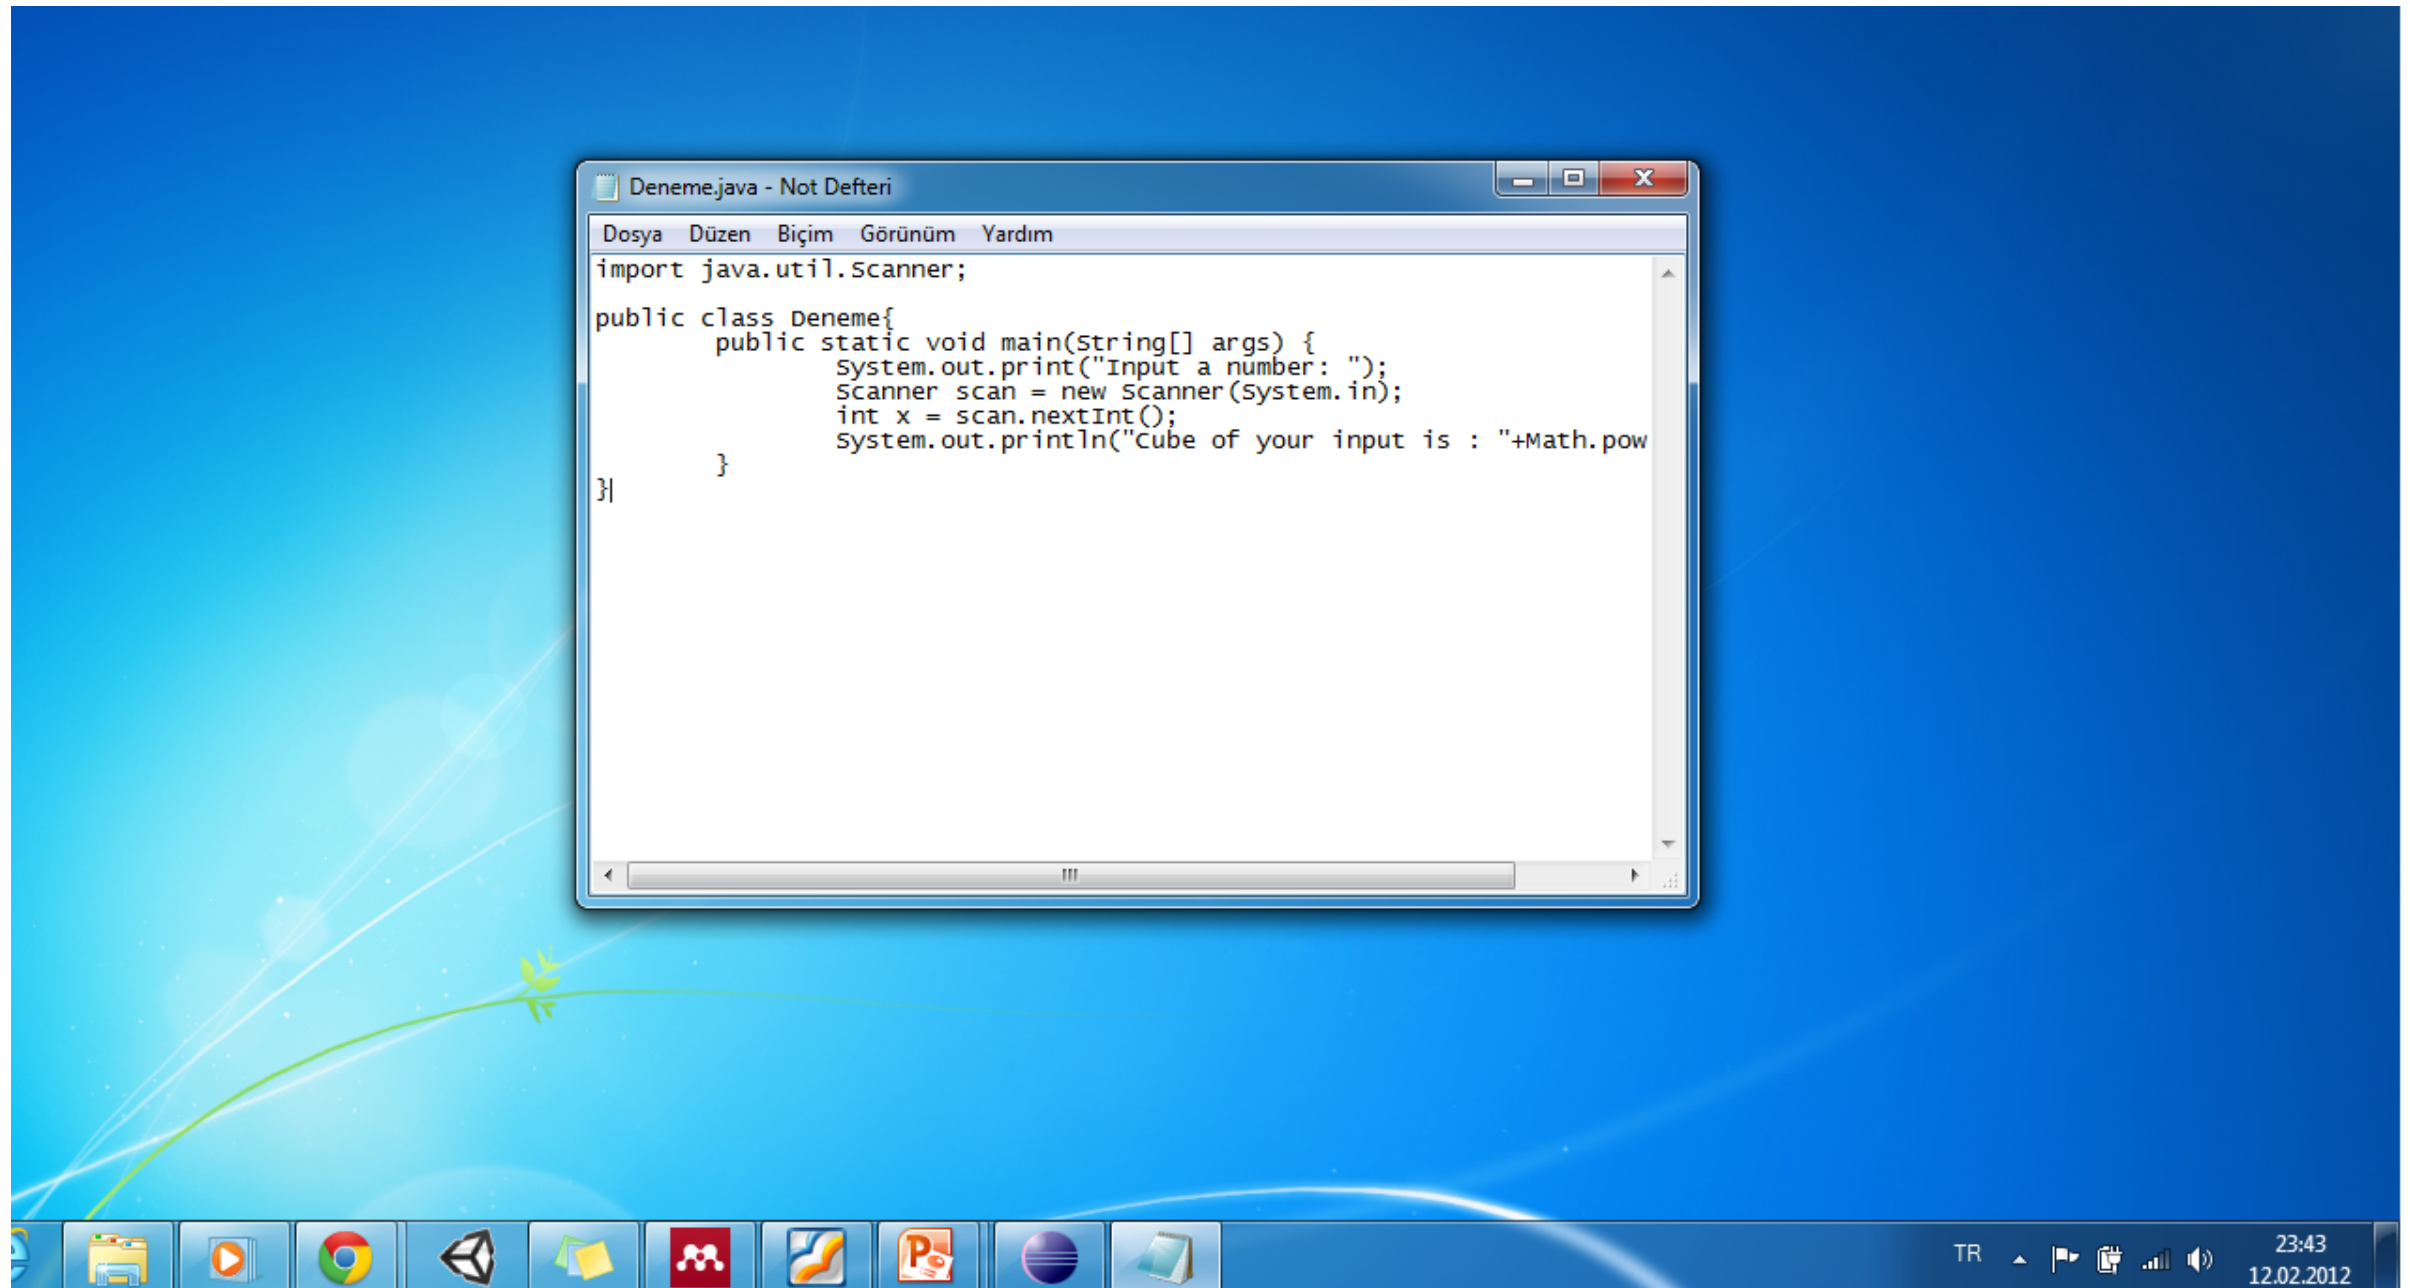 Deneme.java - Not Defteri
Dosya Düzen Biçim Görünüm Yardım
import java.util.Scanner;
public class Deneme{
public static void main(String[] args) {
System.out.print("Input a number: ");
Scanner scan = new Scanner(System.in);
int x = scan.nextInt();
System.out.println("Cube of your input is : "+Math.pow
}
}
TR
23:43
12.02.2012